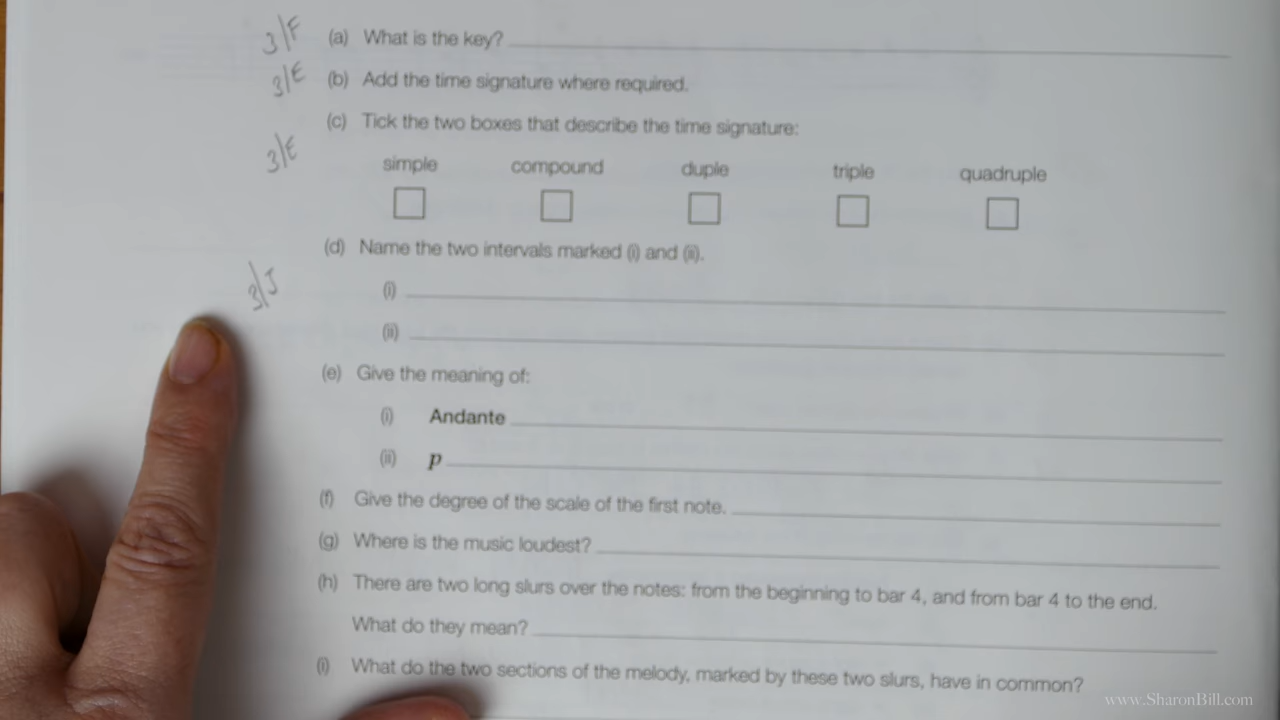 3/F (a) What is the key?
3/E (b) Add the time signature where required.
(c) Tick the two boxes that describe the time signature:
3/E simple compound duple triple quadruple
(d) Name the two intervals marked (i) and (ii).
3/J (i)
(ii)
(e) Give the meaning of:
(i) Andante
(ii) p
(f) Give the degree of the scale of the first note.
(g) Where is the music loudest?
(h) There are two long slurs over the notes: from the beginning to bar 4, and from bar 4 to the end.
What do they mean?
(i) What do the two sections of the melody, marked by these two slurs, have in common?
www.SharonBill.com